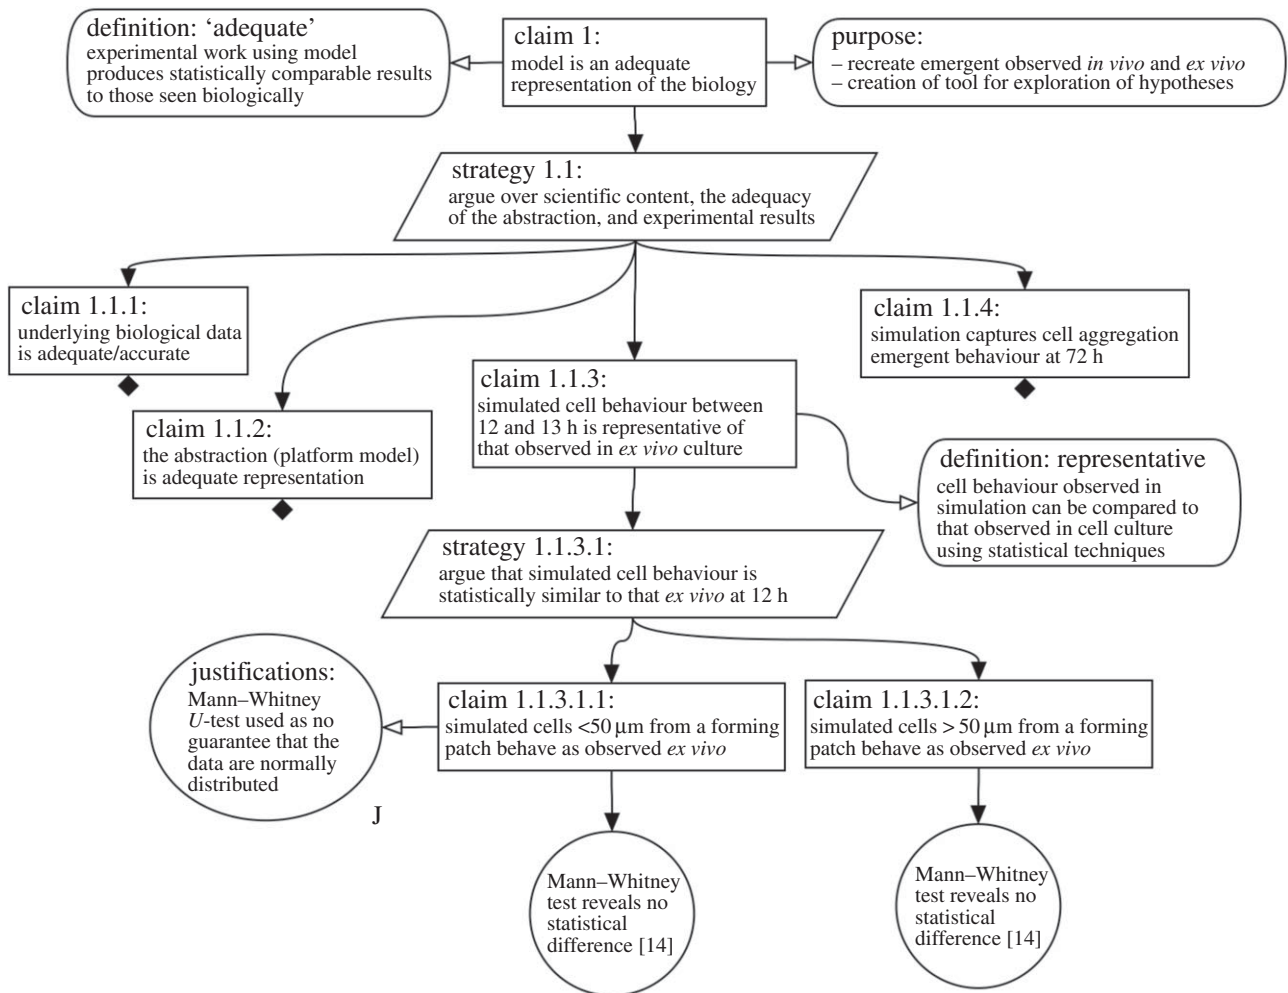 definition: ‘adequate’
experimental work using model
produces statistically comparable results
to those seen biologically
claim 1:
model is an adequate
representation of the biology
purpose:
– recreate emergent observed in vivo and ex vivo
– creation of tool for exploration of hypotheses
strategy 1.1:
argue over scientific content, the adequacy
of the abstraction, and experimental results
claim 1.1.1:
underlying biological data
is adequate/accurate
claim 1.1.2:
the abstraction (platform model)
is adequate representation
claim 1.1.3:
simulated cell behaviour between
12 and 13 h is representative of
that observed in ex vivo culture
claim 1.1.4:
simulation captures cell aggregation
emergent behaviour at 72 h
definition: representative
cell behaviour observed in
simulation can be compared to
that observed in cell culture
using statistical techniques
strategy 1.1.3.1:
argue that simulated cell behaviour is
statistically similar to that ex vivo at 12 h
justifications:
Mann–Whitney
U-test used as no
guarantee that the
data are normally
distributed
J
claim 1.1.3.1.1:
simulated cells <50 μm from a forming
patch behave as observed ex vivo
claim 1.1.3.1.2:
simulated cells > 50 μm from a forming
patch behave as observed ex vivo
Mann–Whitney
test reveals no
statistical
difference [14]
Mann–Whitney
test reveals no
statistical
difference [14]